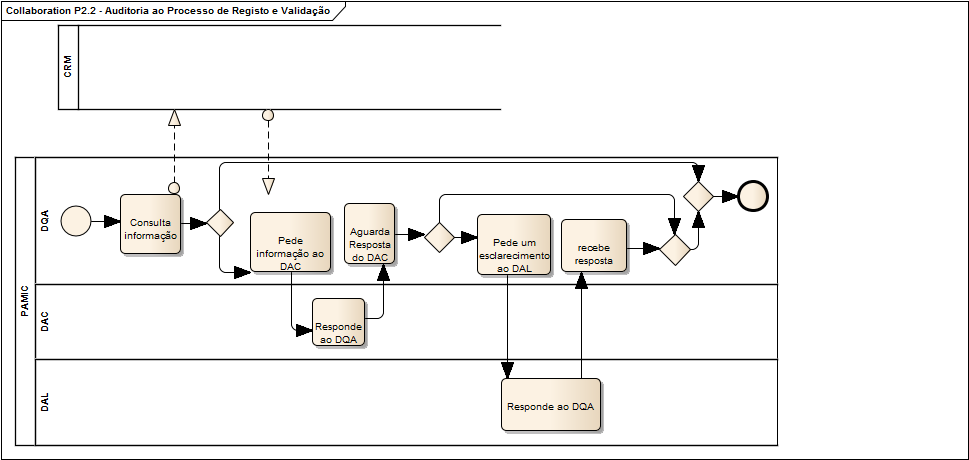 Collaboration P2.2 - Auditoria ao Processo de Registo e Validação
CRM
PAMIC
DQA
Consulta
informação
Pede
informação ao
DAC
Aguarda
Resposta
do DAC
Pede um
esclarecimento
ao DAL
recebe
resposta
DAC
Responde
ao DQA
DAL
Responde ao DQA